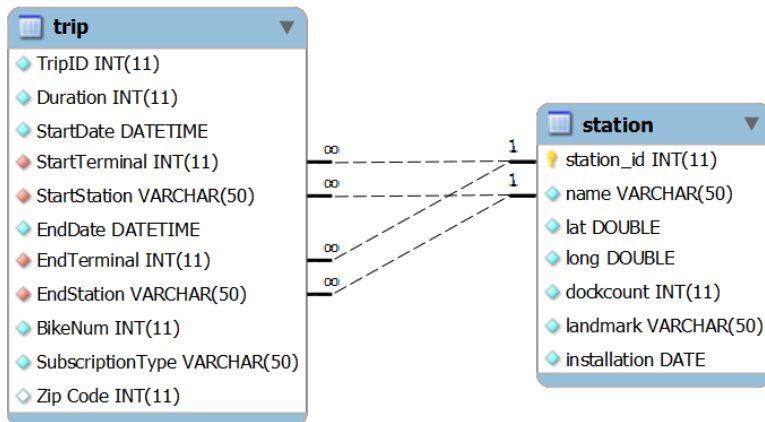 trip
TripID INT(11)
Duration INT(11)
StartDate DATETIME
StartTerminal INT(11)
StartStation VARCHAR(50)
EndDate DATETIME
EndTerminal INT(11)
EndStation VARCHAR(50)
BikeNum INT(11)
SubscriptionType VARCHAR(50)
Zip Code INT(11)
∞ 1
∞ 1
∞
∞
station
station_id INT(11)
name VARCHAR(50)
lat DOUBLE
long DOUBLE
dockcount INT(11)
landmark VARCHAR(50)
installation DATE